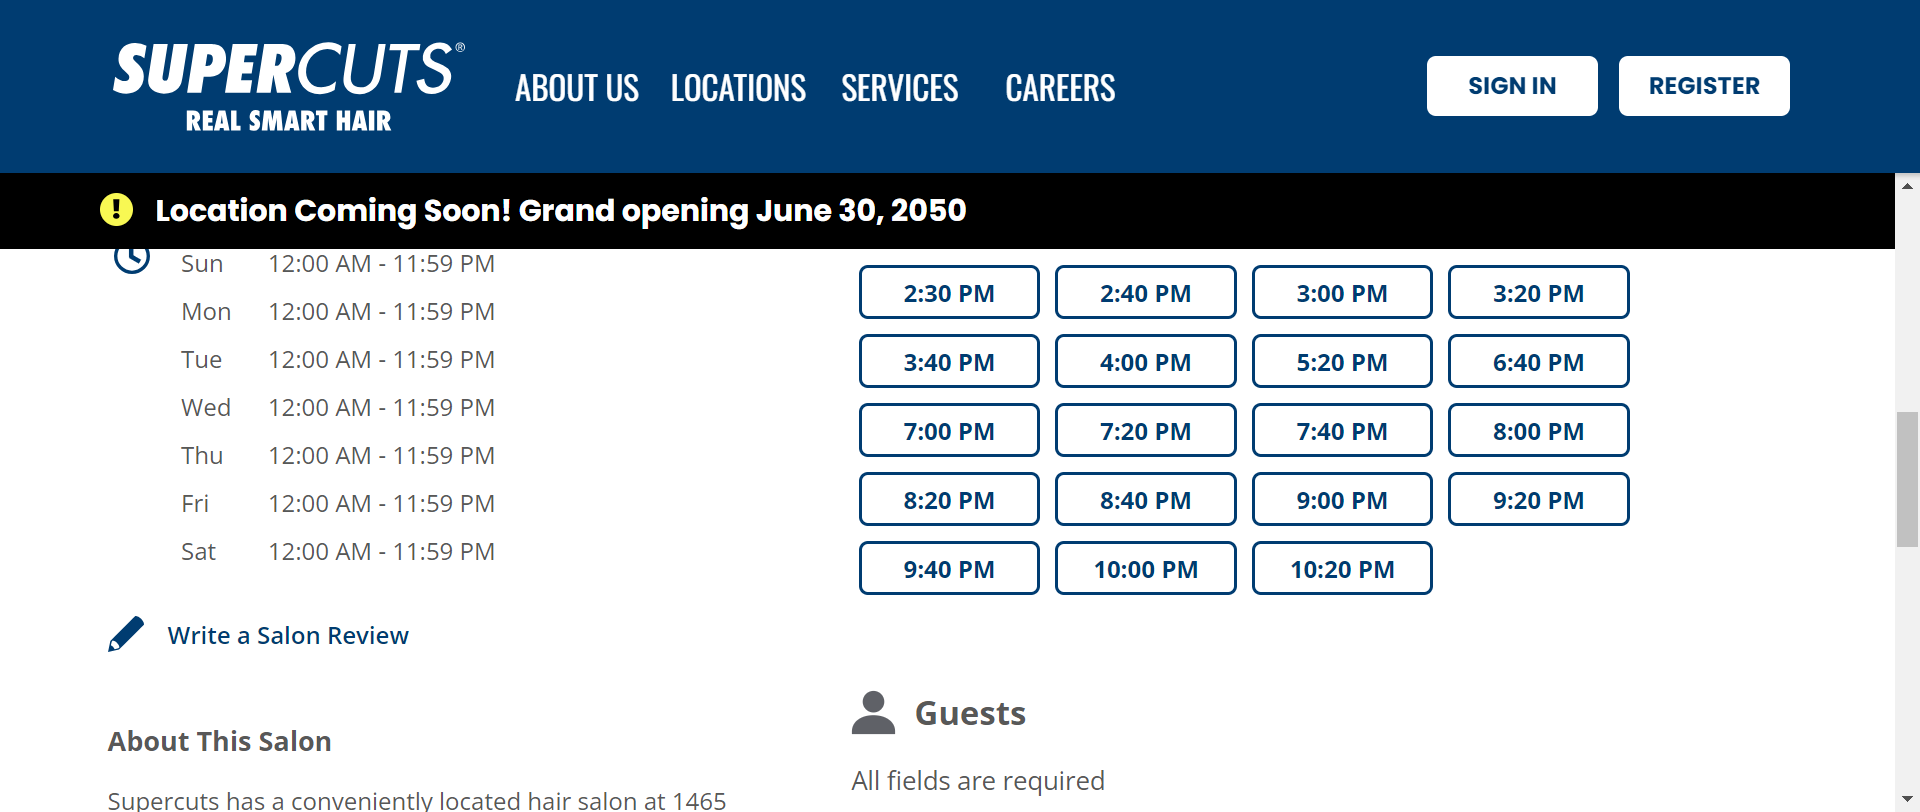 SUPERCUTS®
REAL SMART HAIR
ABOUT US LOCATIONS SERVICES CAREERS
SIGN IN REGISTER
! Location Coming Soon! Grand opening June 30, 2050
Sun 12:00 AM - 11:59 PM
Mon 12:00 AM - 11:59 PM
Tue 12:00 AM - 11:59 PM
Wed 12:00 AM - 11:59 PM
Thu 12:00 AM - 11:59 PM
Fri 12:00 AM - 11:59 PM
Sat 12:00 AM - 11:59 PM
Write a Salon Review
About This Salon
Supercuts has a conveniently located hair salon at 1465
2:30 PM 2:40 PM 3:00 PM 3:20 PM
3:40 PM 4:00 PM 5:20 PM 6:40 PM
7:00 PM 7:20 PM 7:40 PM 8:00 PM
8:20 PM 8:40 PM 9:00 PM 9:20 PM
9:40 PM 10:00 PM 10:20 PM
Guests
All fields are required